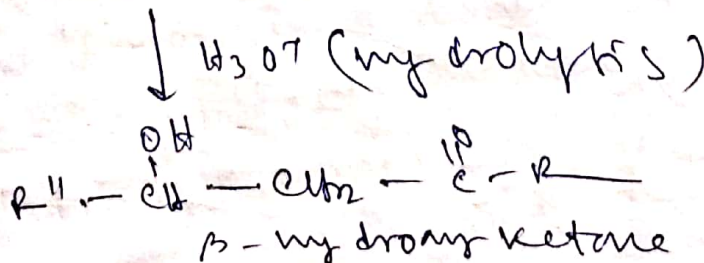 ↓ H3O+ (hydrolysis)
OH O
R".— CH — CH2 — C — R
β-hydroxy ketone